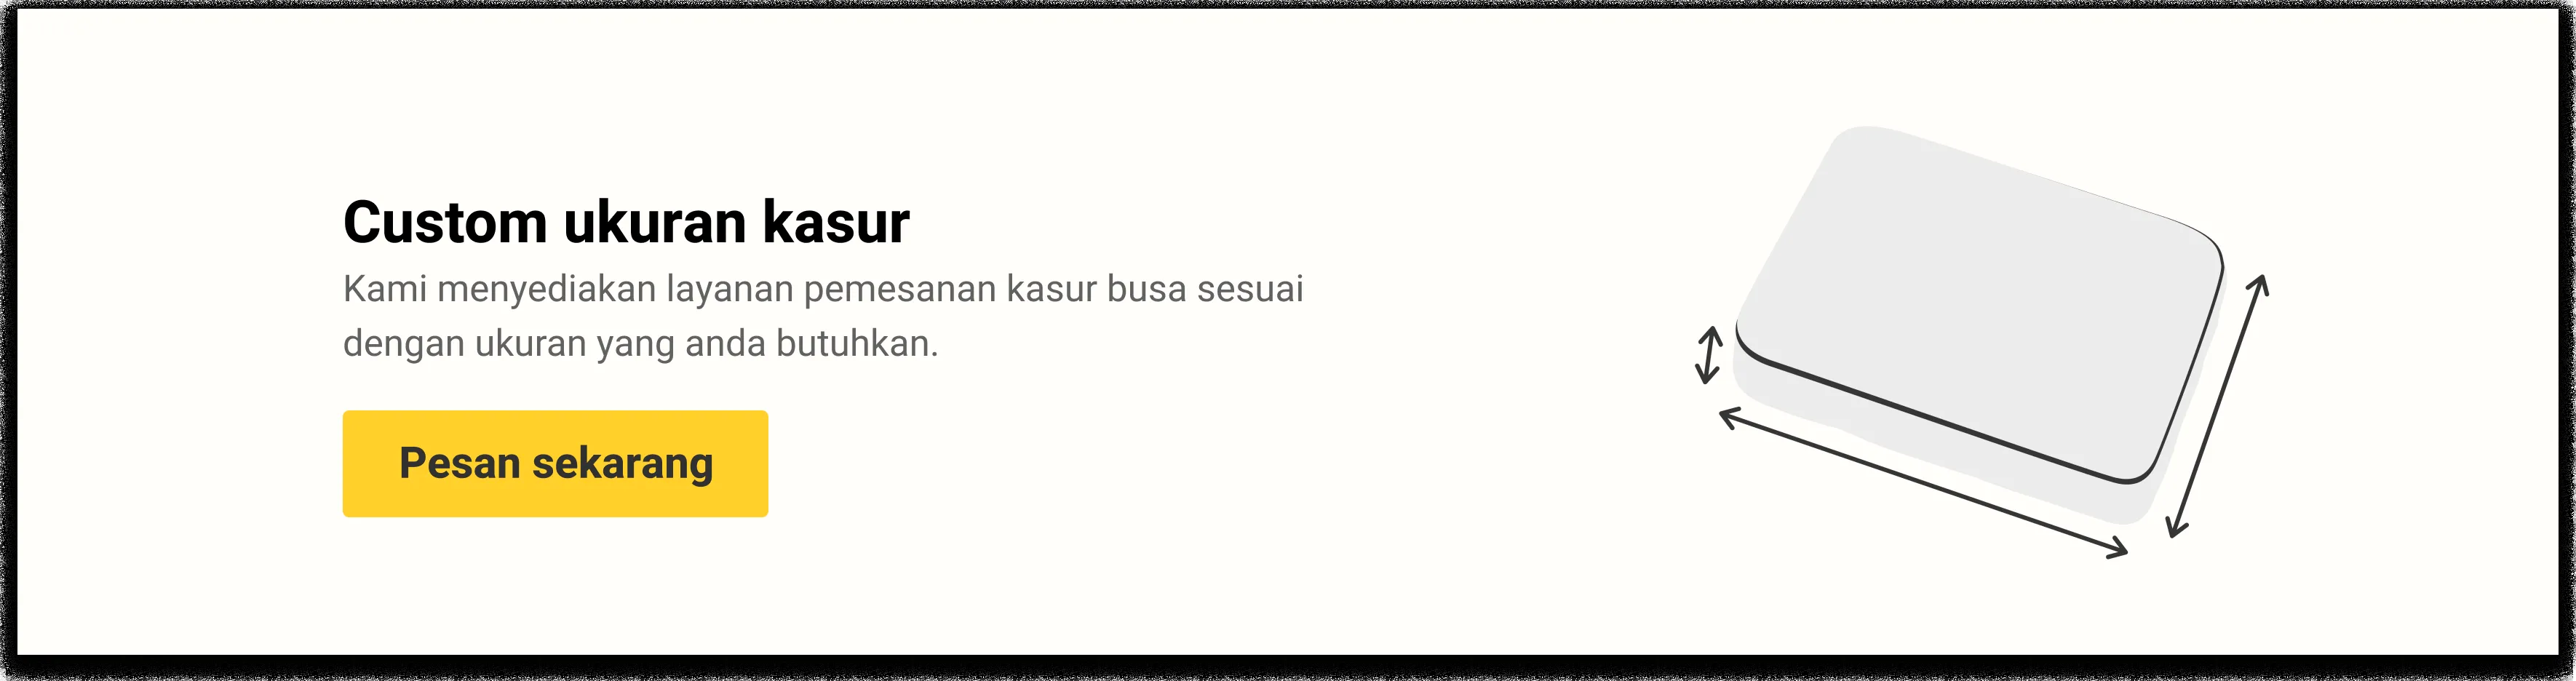 Custom ukuran kasur
Kami menyediakan layanan pemesanan kasur busa sesuai
dengan ukuran yang anda butuhkan.
Pesan sekarang